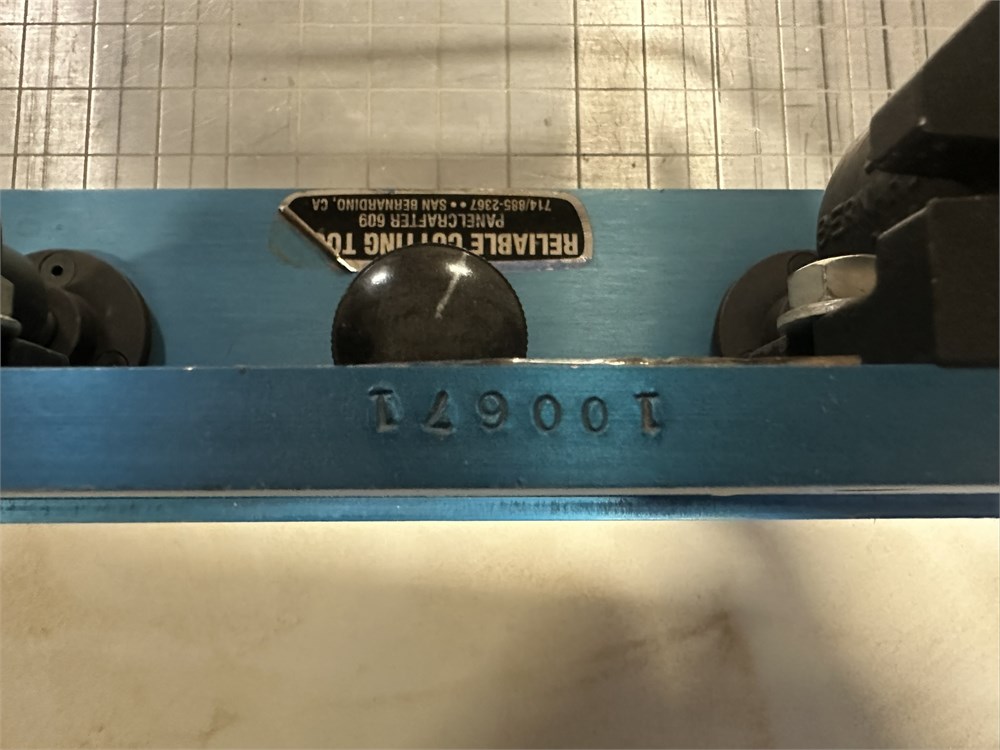 RELIABLE CUTTING
PANELCRAFTER 609
714/885-2367 •• SAN BERNARDINO, CA
100671